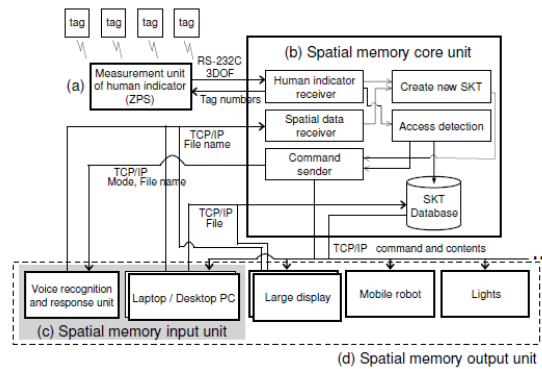 tag tag tag tag
(a)
Measurement unit
of human indicator
(ZPS)
RS-232C
3DOF
Tag numbers
(b) Spatial memory core unit
Human indicator
receiver
Create new SKT
Spatial data
receiver
Access detection
Command
sender
SKT
Database
TCP/IP
File name
TCP/IP
Mode, File name
TCP/IP
File
TCP/IP command and contents
Voice recognition
and response unit
Laptop / Desktop PC
Large display
Mobile robot
Lights
(c) Spatial memory input unit
(d) Spatial memory output unit